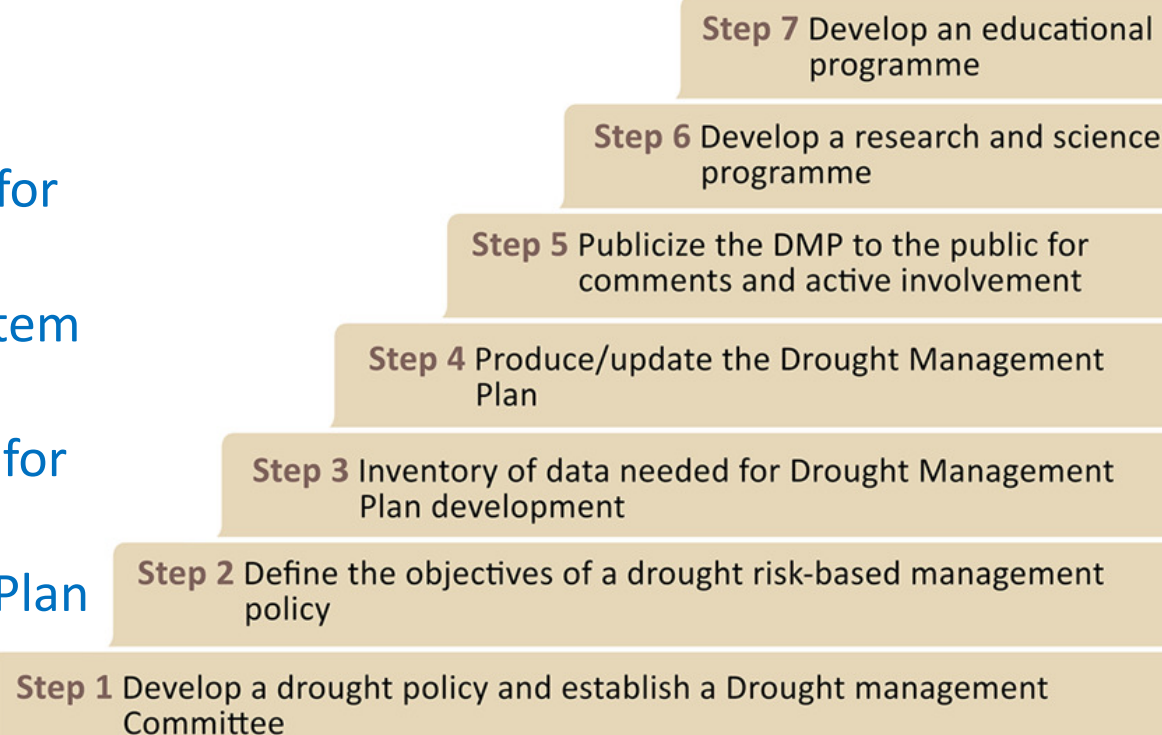 Step 7 Develop an educational
programme
Step 6 Develop a research and science
programme
for
Step 5 Publicize the DMP to the public for
comments and active involvement
tem
Step 4 Produce/update the Drought Management
Plan
for
Step 3 Inventory of data needed for Drought Management
Plan development
Plan
Step 2 Define the objectives of a drought risk-based management
policy
Step 1 Develop a drought policy and establish a Drought management
Committee